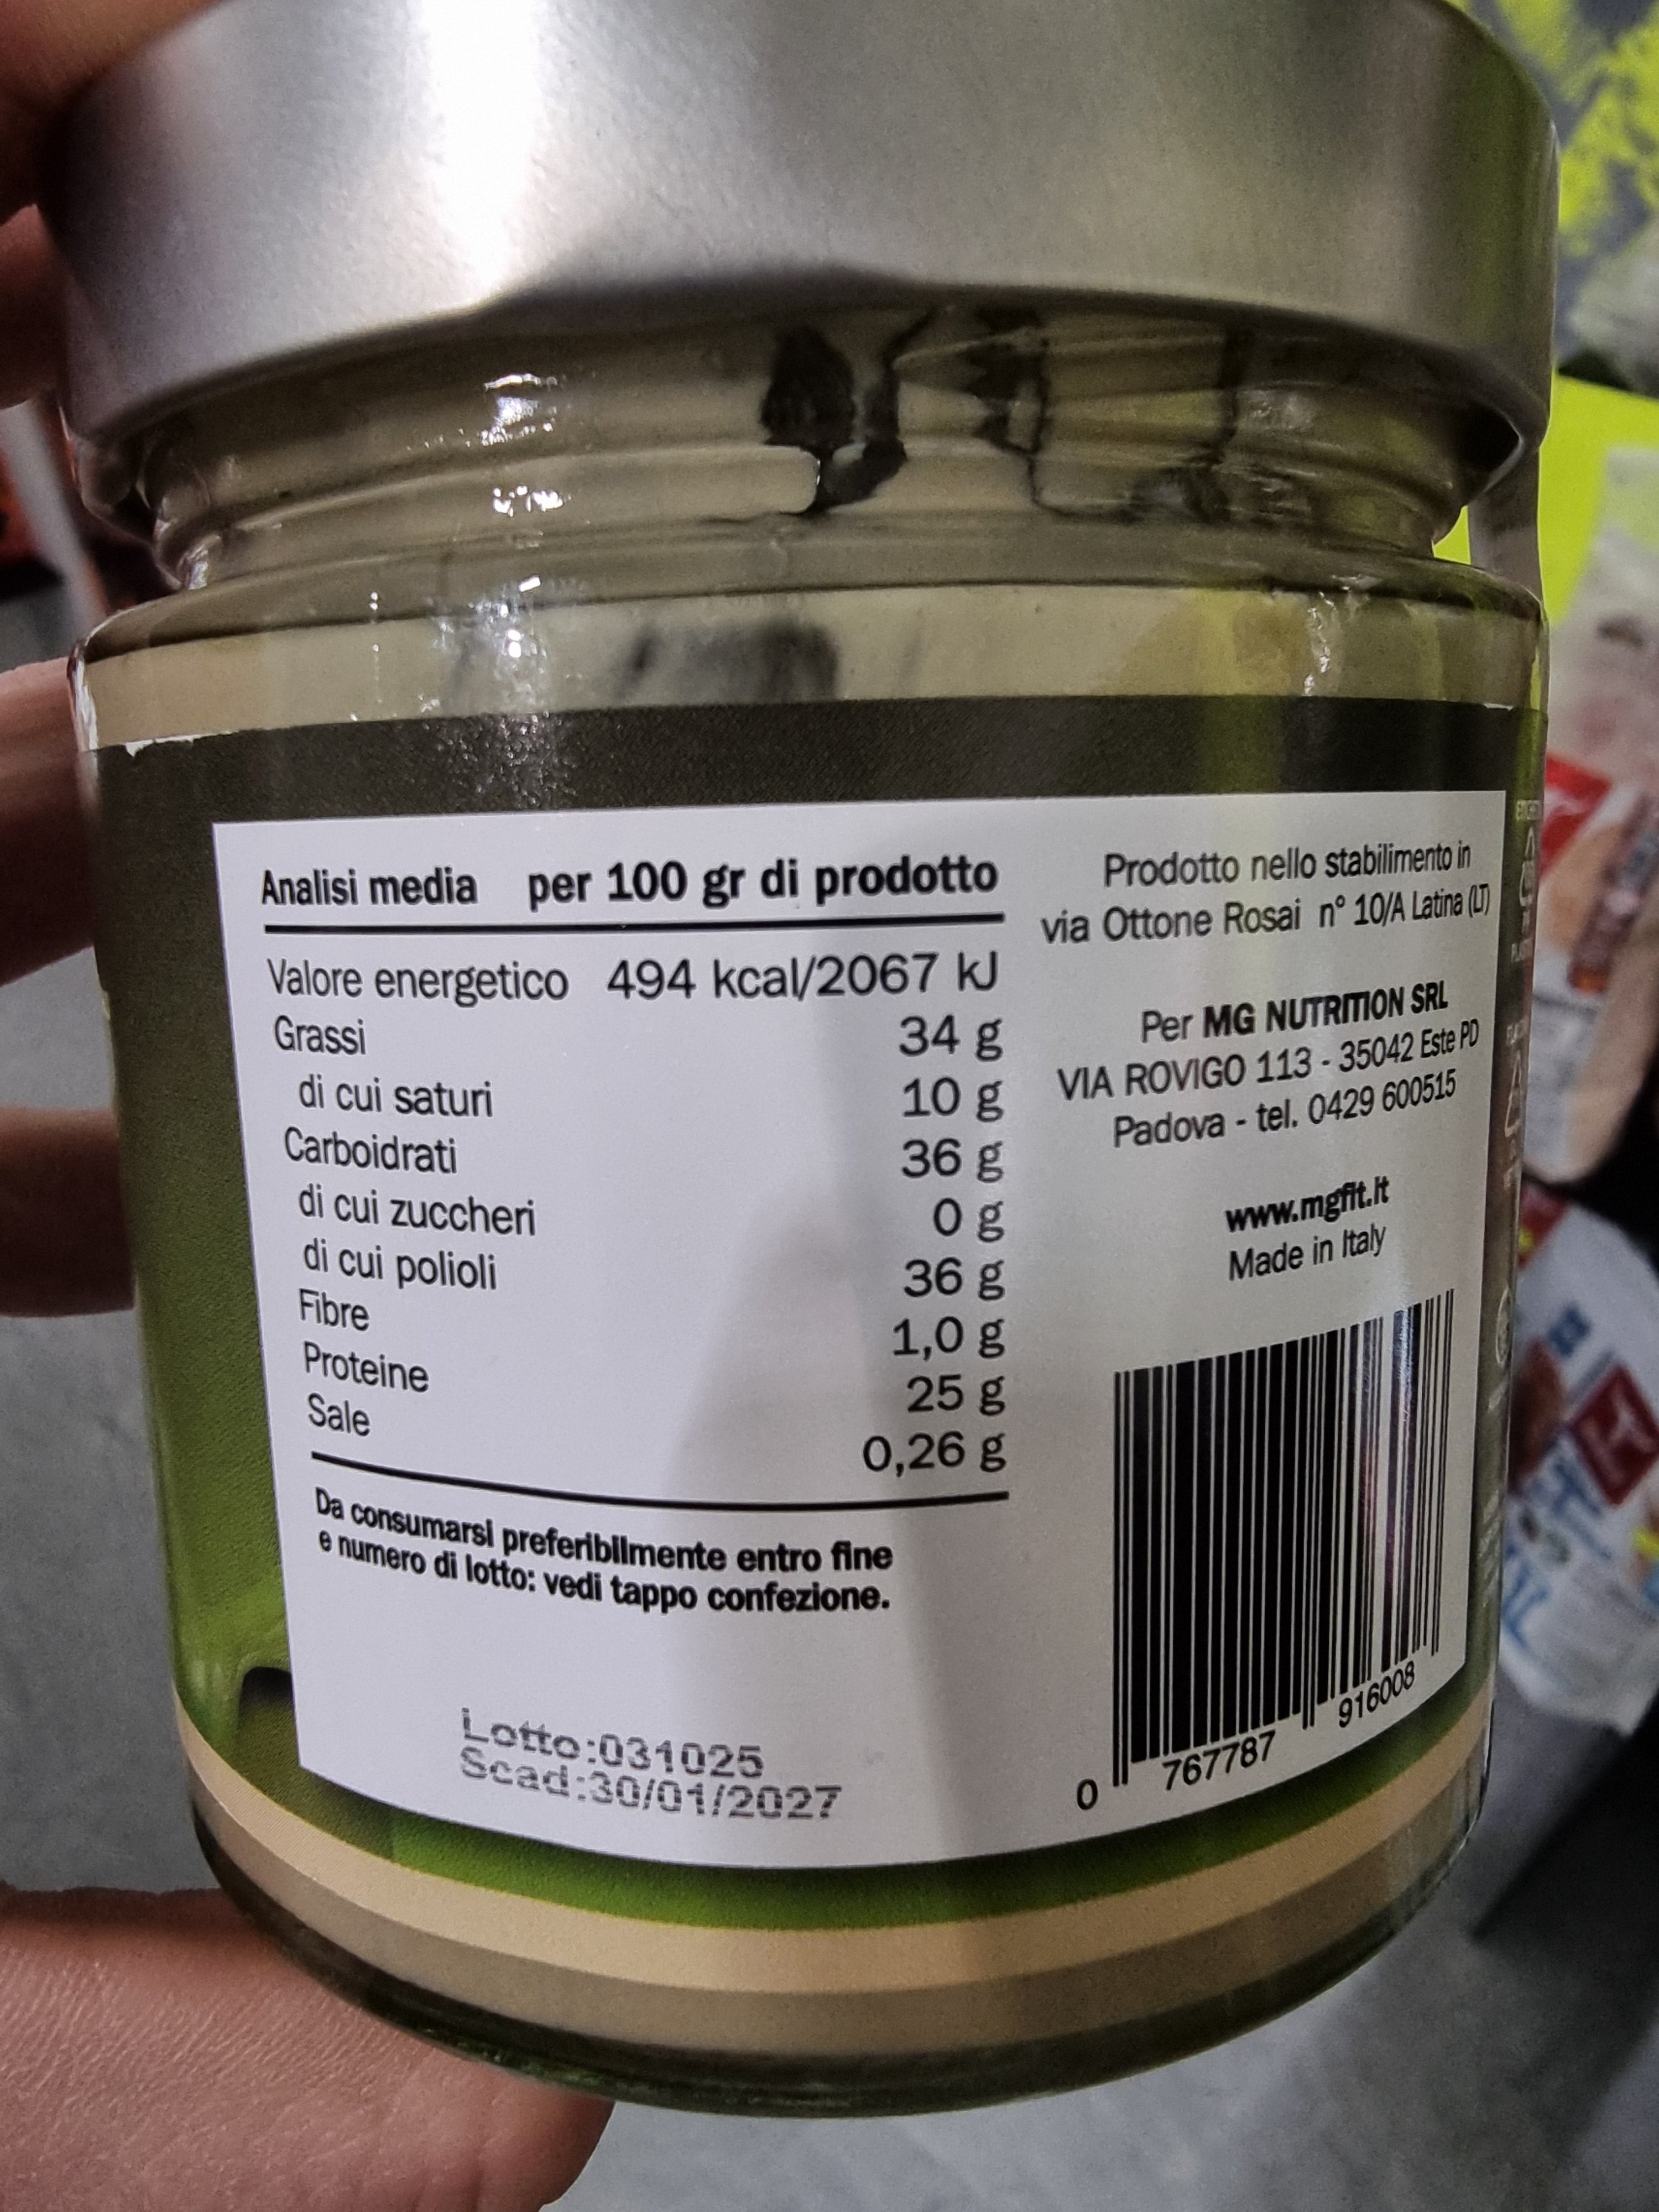 Analisi media per 100 gr di prodotto
Valore energetico 494 kcal/2067 kJ
Grassi 34 g
di cui saturi 10 g
Carboidrati 36 g
di cui zuccheri 0 g
di cui polioli 36 g
Fibre 1,0 g
Proteine 25 g
Sale 0,26 g
Da consumarsi preferibilmente entro fine
e numero di lotto: vedi tappo confezione.
Lotto:031025
Scad:30/01/2027
Prodotto nello stabilimento in
via Ottone Rosai n° 10/A Latina (LT)
Per MG NUTRITION SRL
VIA ROVIGO 113 - 35042 Este PD
Padova - tel. 0429 600515
www.mgfit.it
Made in Italy
0 767787 916008